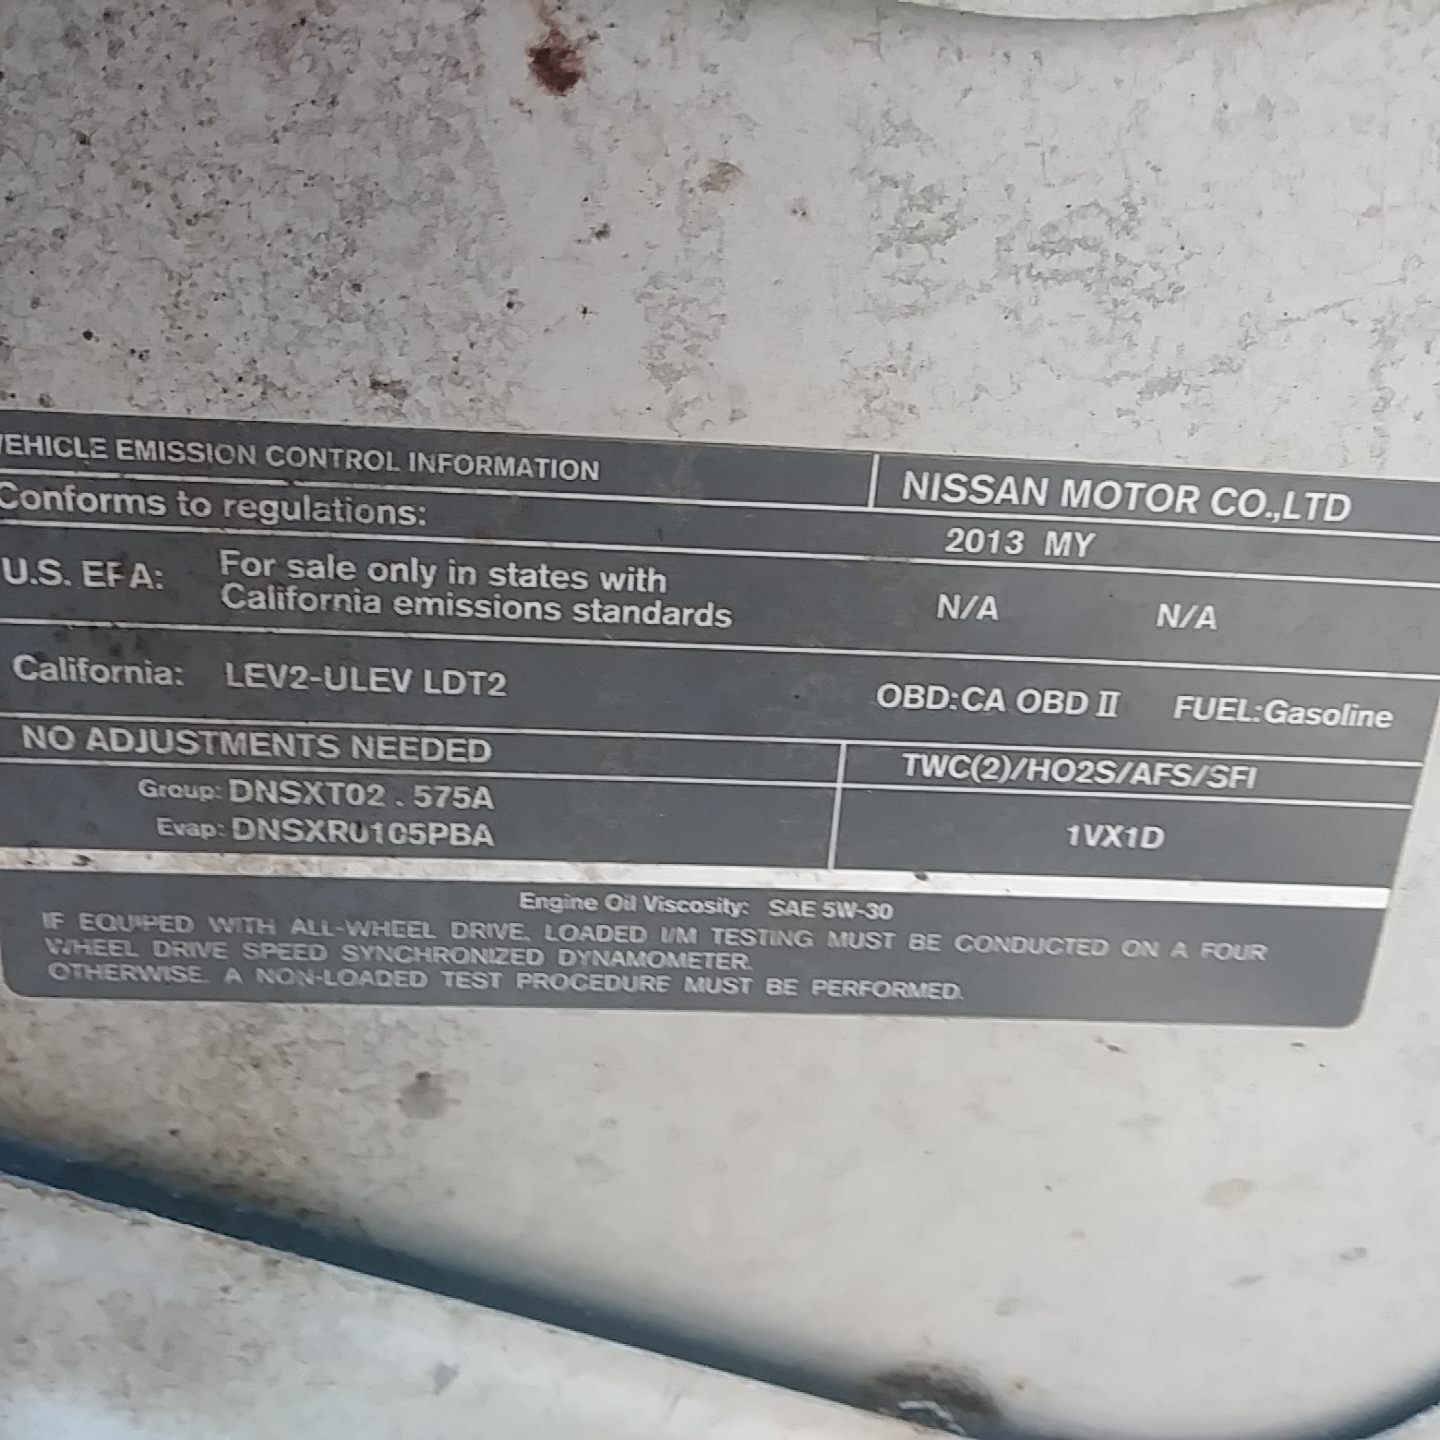 VEHICLE EMISSION CONTROL INFORMATION
NISSAN MOTOR CO.,LTD
Conforms to regulations:
2013 MY
U.S. EPA:
For sale only in states with
California emissions standards
N/A
N/A
California: LEV2-ULEV LDT2
OBD:CA OBD II
FUEL:Gasoline
NO ADJUSTMENTS NEEDED
TWC(2)/HO2S/AFS/SFI
Group: DNSXT02 . 575A
Evap: DNSXR0105PBA
1VX1D
Engine Oil Viscosity: SAE 5W-30
IF EQUIPED WITH ALL-WHEEL DRIVE, LOADED I/M TESTING MUST BE CONDUCTED ON A FOUR
WHEEL DRIVE SPEED SYNCHRONIZED DYNAMOMETER.
OTHERWISE. A NON-LOADED TEST PROCEDURE MUST BE PERFORMED.